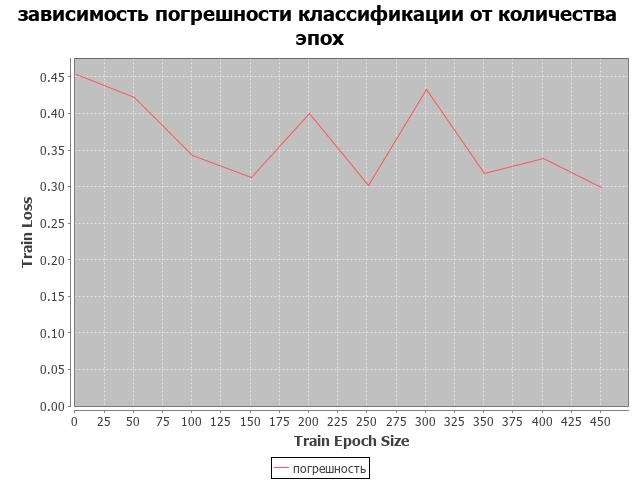 зависимость погрешности классификации от количества
эпох
0.45
0.40
0.35
0.30
0.25
0.20
0.15
0.10
0.05
0.00
Train Loss
0 25 50 75 100 125 150 175 200 225 250 275 300 325 350 375 400 425 450
Train Epoch Size
погрешность